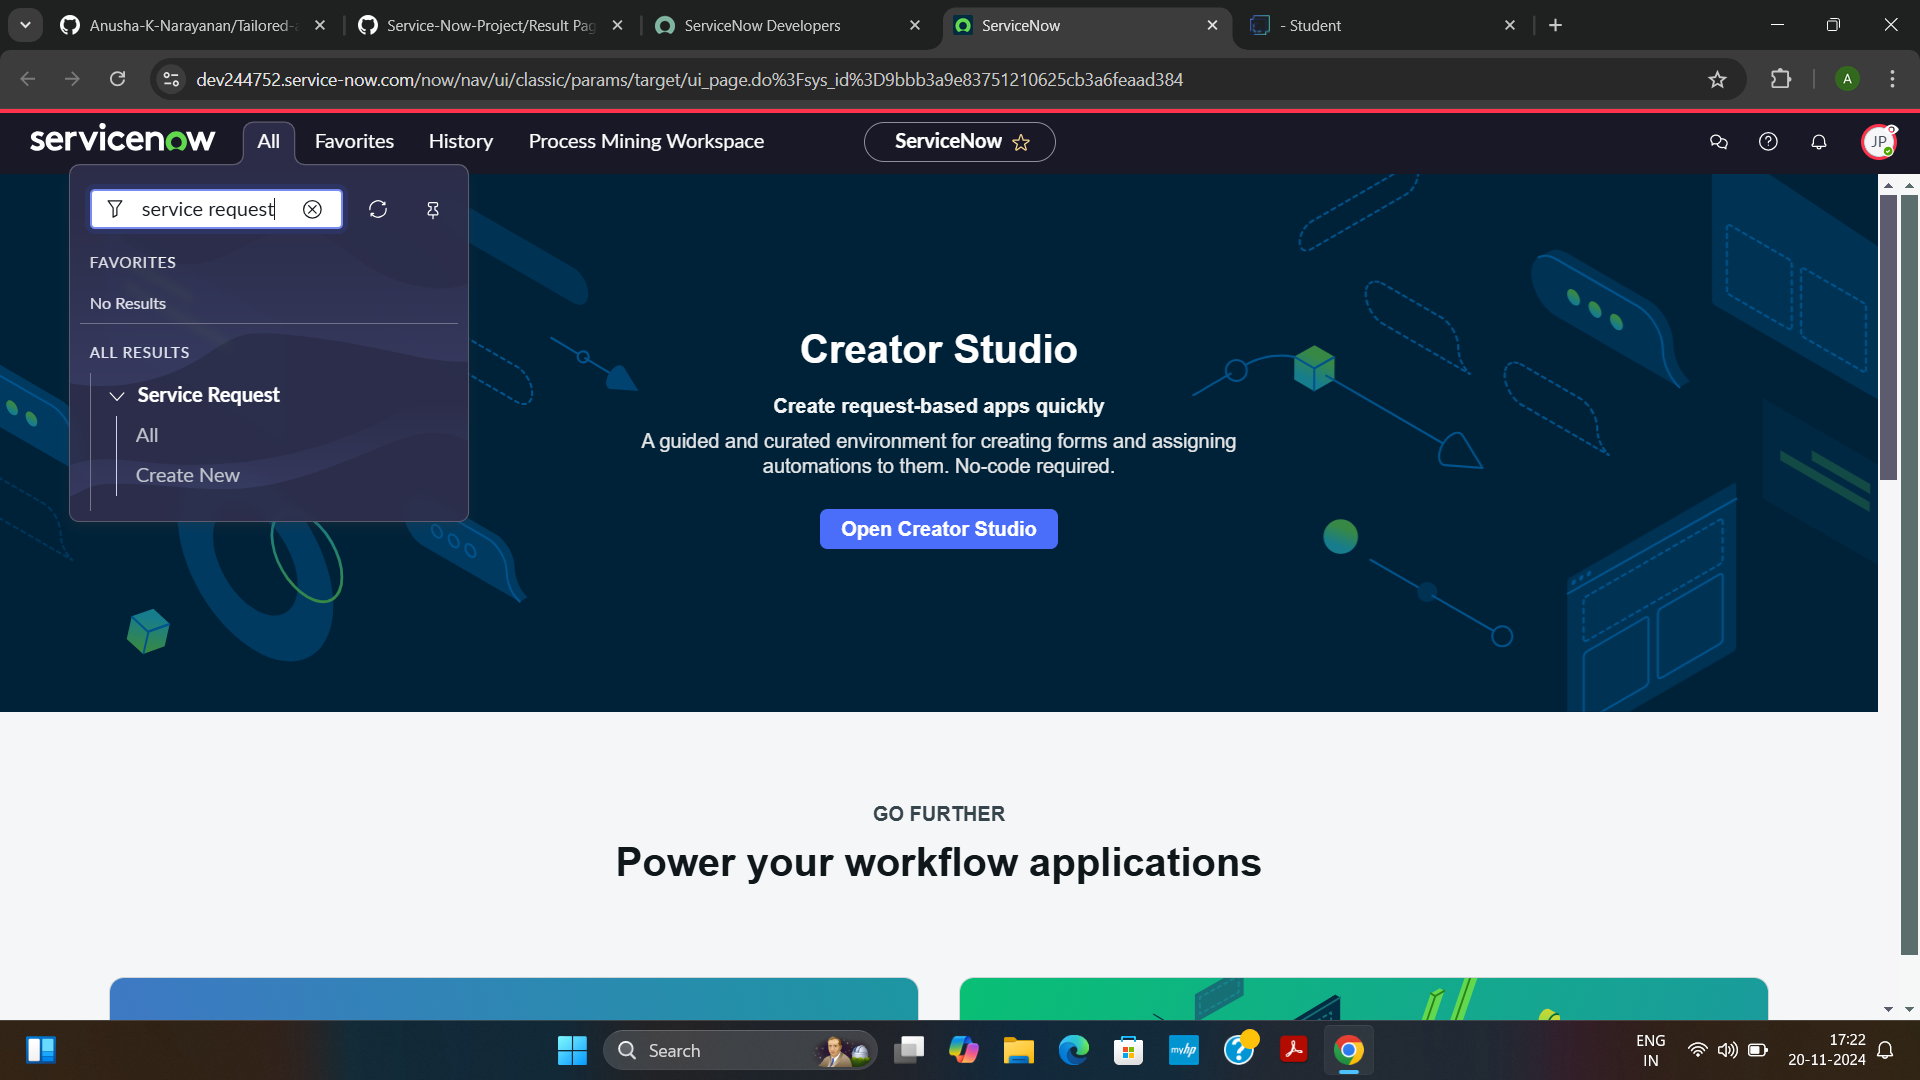 Anusha-K-Narayanan/Tailored-a
Service-Now-Project/Result Pag
ServiceNow Developers
ServiceNow
- Student
dev244752.service-now.com/now/nav/ui/classic/params/target/ui_page.do%3Fsys_id%3D9bbb3a9e83751210625cb3a6feaad384
A
servicenow
All
Favorites
History
Process Mining Workspace
ServiceNow
JP
service request
FAVORITES
No Results
ALL RESULTS
Service Request
All
Create New
Creator Studio
Create request-based apps quickly
A guided and curated environment for creating forms and assigning
automations to them. No-code required.
Open Creator Studio
GO FURTHER
Power your workflow applications
Search
myhp
ENG
IN
17:22
20-11-2024